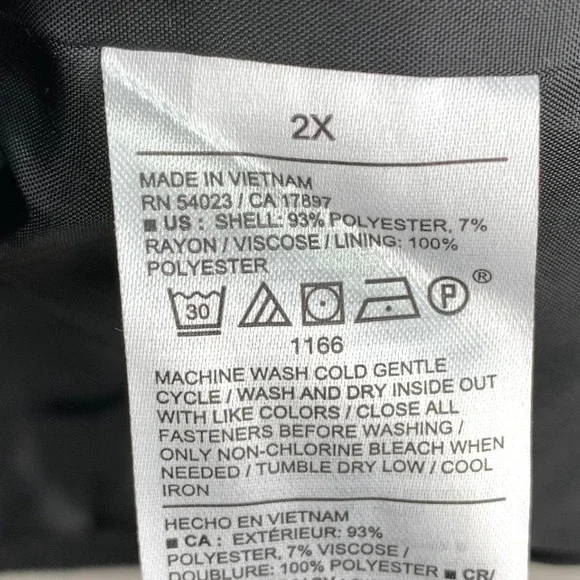 2X
MADE IN VIETNAM
RN 54023 / CA 17897
■ US : SHELL: 93% POLYESTER, 7%
RAYON / VISCOSE / LINING: 100%
POLYESTER
30 P ®
1166
MACHINE WASH COLD GENTLE
CYCLE / WASH AND DRY INSIDE OUT
WITH LIKE COLORS / CLOSE ALL
FASTENERS BEFORE WASHING /
ONLY NON-CHLORINE BLEACH WHEN
NEEDED / TUMBLE DRY LOW / COOL
IRON
HECHO EN VIETNAM
■ CA : EXTÉRIEUR: 93%
POLYESTER, 7% VISCOSE /
DOUBLURE: 100% POLYESTER ■ CR/